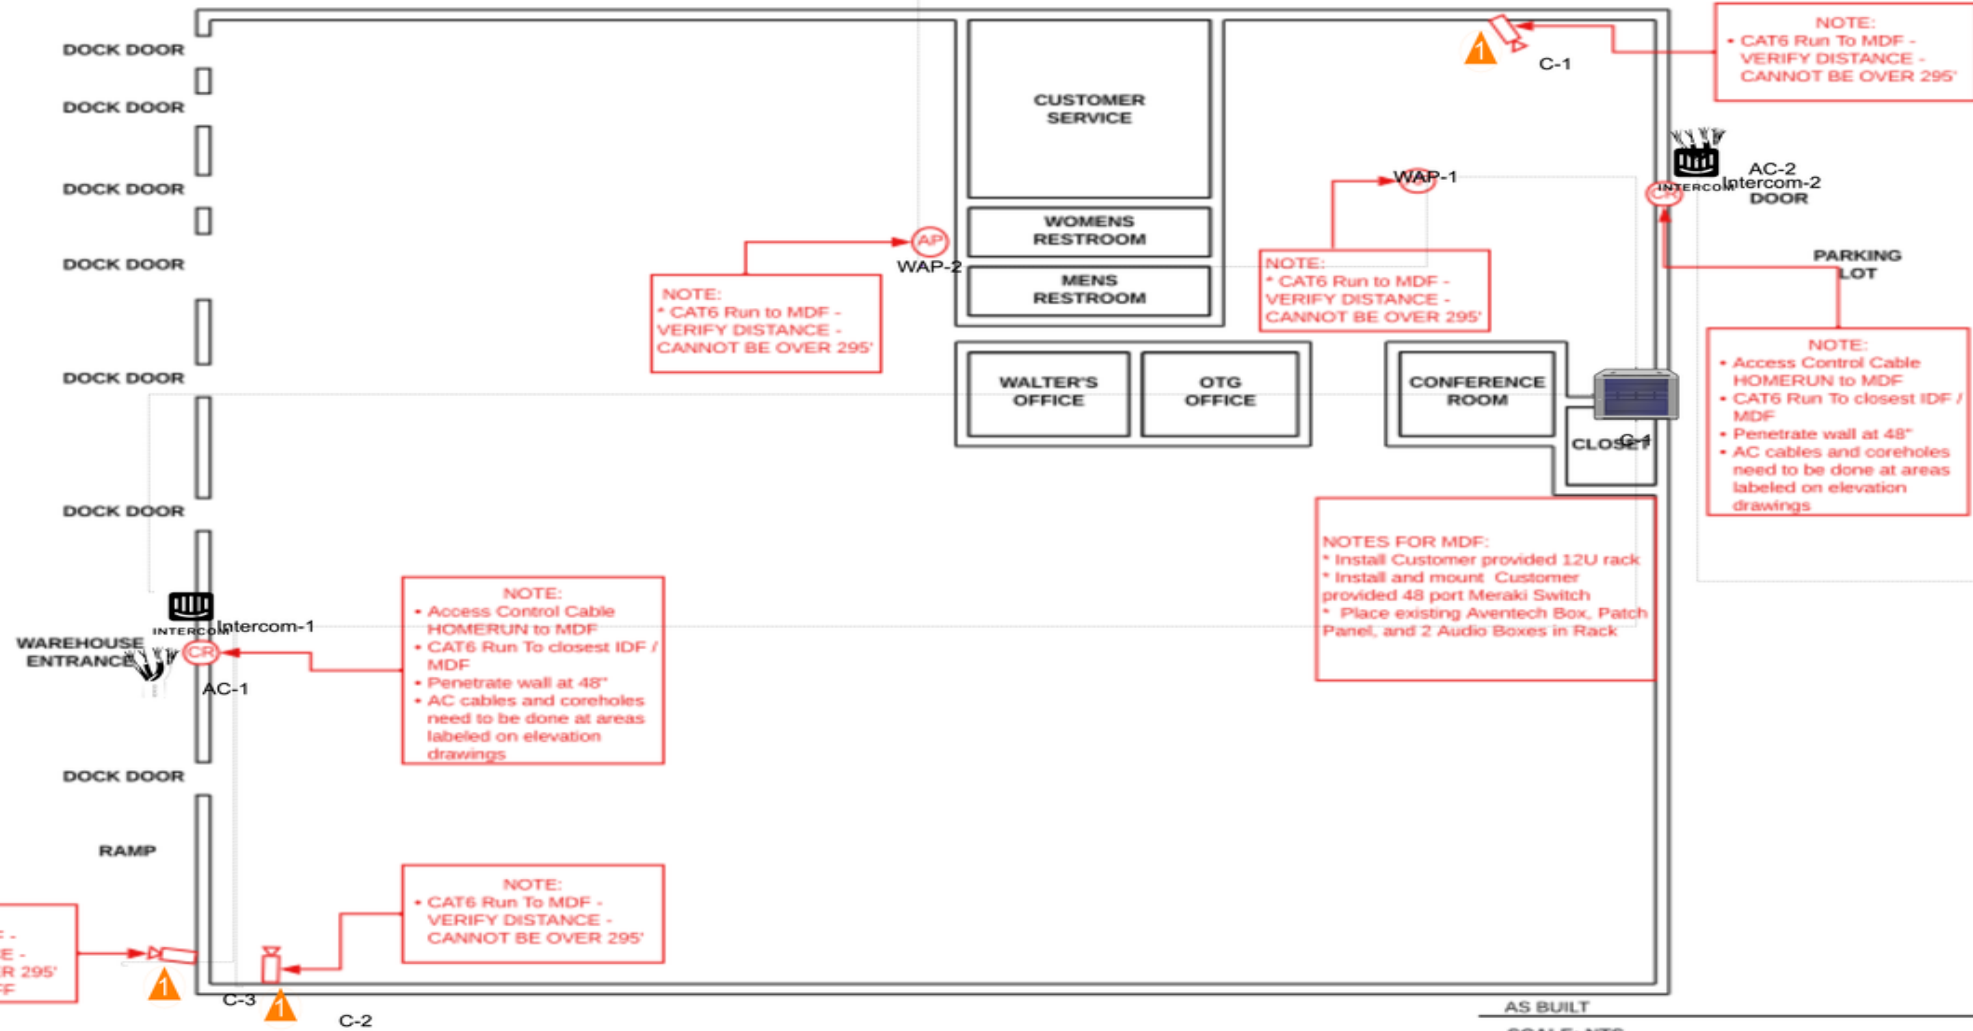 DOCK DOOR
DOCK DOOR
DOCK DOOR
DOCK DOOR
DOCK DOOR
DOCK DOOR
WAREHOUSE
ENTRANCE
DOCK DOOR
RAMP
INTERCOM
Intercom-1
CR
AC-1
NOTE:
• Access Control Cable
HOMERUN to MDF
• CAT6 Run To closest IDF /
MDF
• Penetrate wall at 48"
• AC cables and coreholes
need to be done at areas
labeled on elevation
drawings
NOTE:
• CAT6 Run To MDF -
VERIFY DISTANCE -
CANNOT BE OVER 295'
E -
R 295'
FF
1
C-3
1
C-2
NOTE:
* CAT6 Run to MDF -
VERIFY DISTANCE -
CANNOT BE OVER 295'
AP
WAP-2
CUSTOMER
SERVICE
WOMENS
RESTROOM
MENS
RESTROOM
WALTER'S
OFFICE
OTG
OFFICE
CONFERENCE
ROOM
CLOSET
C-1
WAP-1
NOTE:
* CAT6 Run to MDF -
VERIFY DISTANCE -
CANNOT BE OVER 295'
1
C-1
NOTE:
• CAT6 Run To MDF -
VERIFY DISTANCE -
CANNOT BE OVER 295'
AC-2
INTERCOM
Intercom-2
CR
DOOR
PARKING
LOT
NOTE:
• Access Control Cable
HOMERUN to MDF
• CAT6 Run To closest IDF /
MDF
• Penetrate wall at 48"
• AC cables and coreholes
need to be done at areas
labeled on elevation
drawings
NOTES FOR MDF:
* Install Customer provided 12U rack
* Install and mount Customer
provided 48 port Meraki Switch
* Place existing Aventech Box, Patch
Panel, and 2 Audio Boxes in Rack
AS BUILT
SCALE: NTS